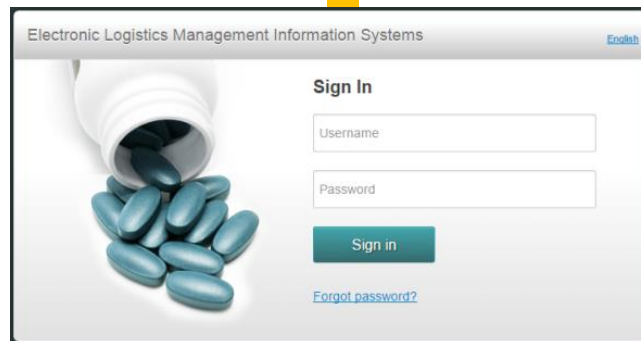 Electronic Logistics Management Information Systems
English
Sign In
Username
Password
Sign in
Forgot password?